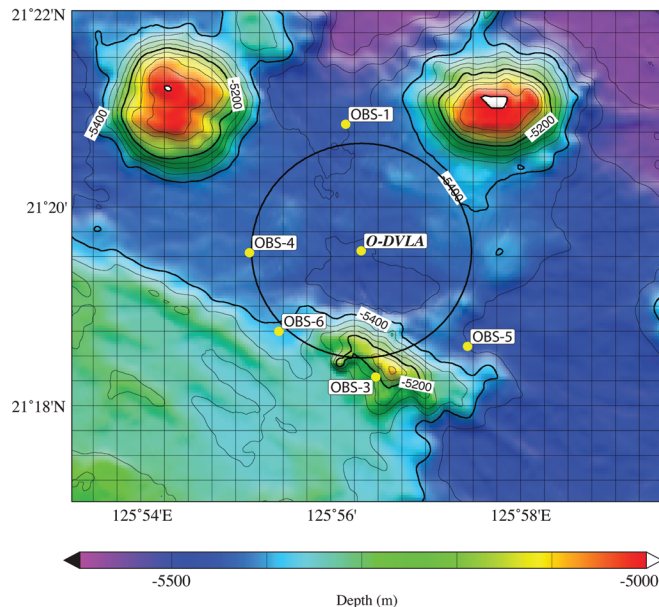 21°22'N
-5200
-5400
OBS-1
-5200
-5400
21°20'
O-DVLA
OBS-4
OBS-6
-5400
OBS-5
-5200
OBS-3
21°18'N
125°54'E 125°56' 125°58'E
-5500 -5000
Depth (m)